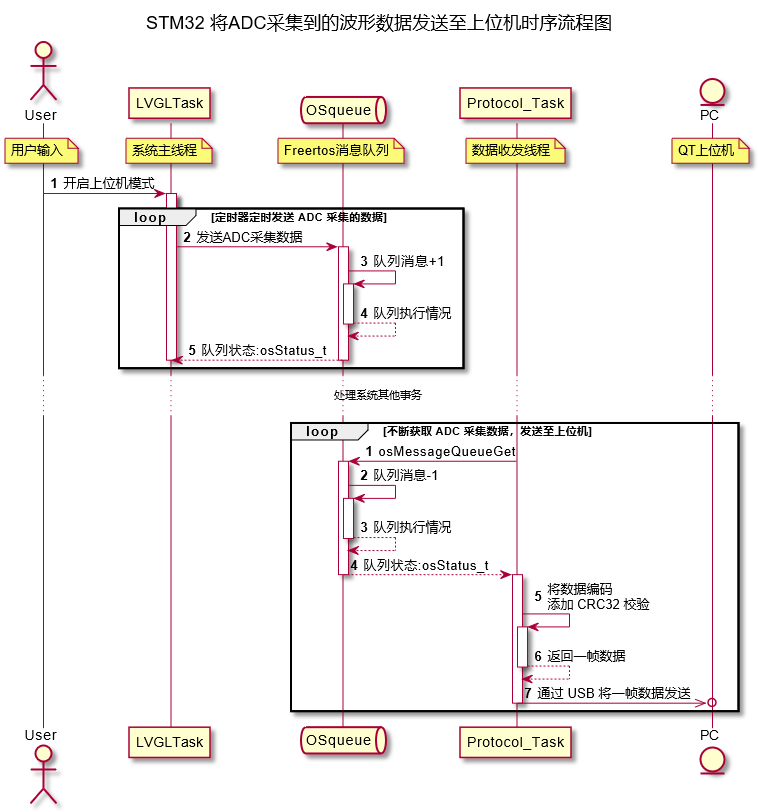 STM32 将ADC采集到的波形数据发送至上位机时序流程图
User
LVGLTask
OSqueue
Protocol_Task
PC
用户输入
系统主线程
Freertos消息队列
数据收发线程
QT上位机
1 开启上位机模式
loop [定时器定时发送 ADC 采集的数据]
2 发送ADC采集数据
3 队列消息+1
4 队列执行情况
5 队列状态:osStatus_t
处理系统其他事务
loop [不断获取 ADC 采集数据，发送至上位机]
1 osMessageQueueGet
2 队列消息-1
3 队列执行情况
4 队列状态:osStatus_t
5 将数据编码
添加 CRC32 校验
6 返回一帧数据
7 通过 USB 将一帧数据发送
User
LVGLTask
OSqueue
Protocol_Task
PC